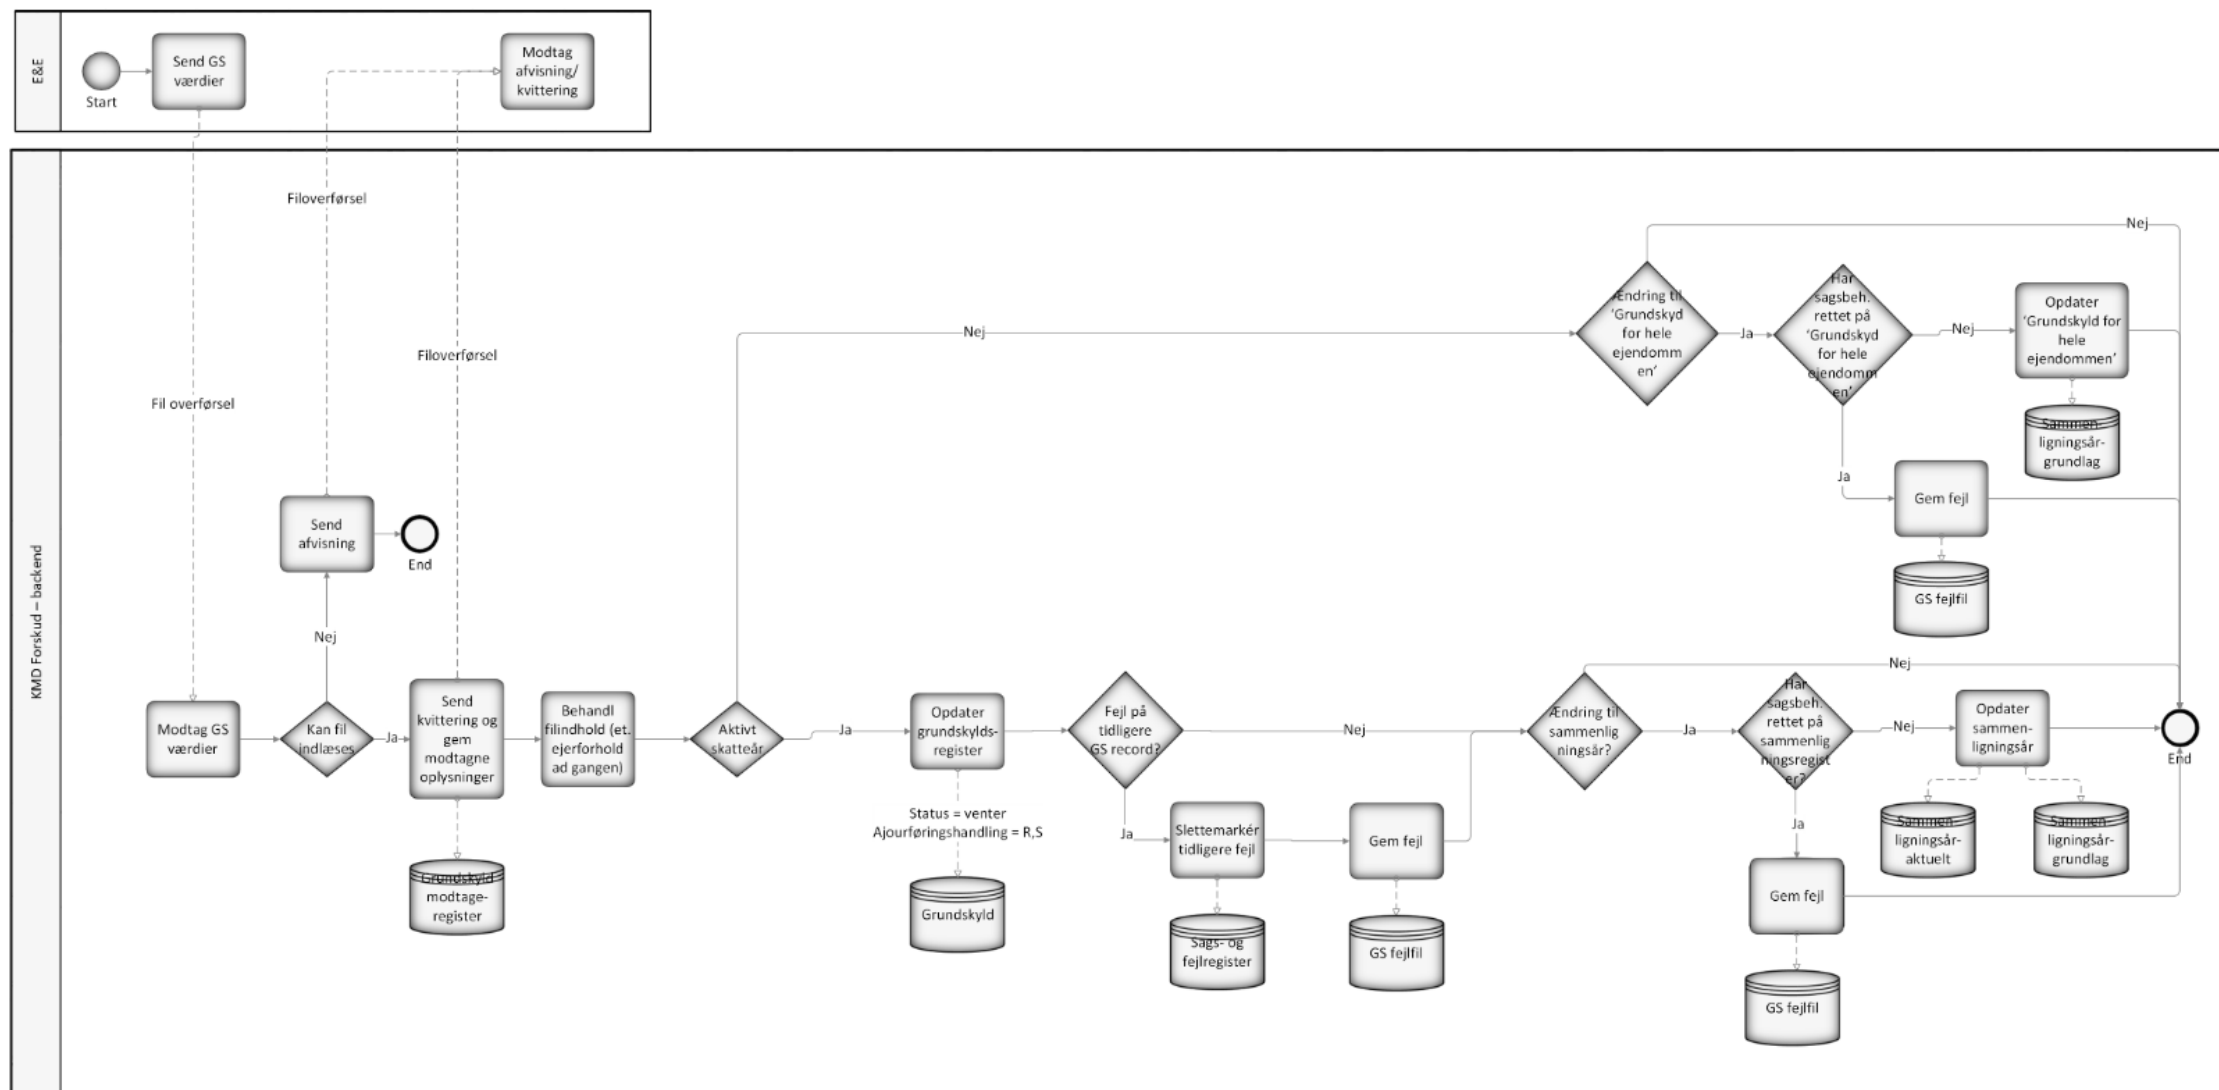 E&E
Start
Send GS
værdier
Modtag
afvisning/
kvittering
KMD Forskud – backend
Filoverførsel
Filoverførsel
Fil overførsel
Nej
Nej
Ændring til
‘Grundskyd
for hele
ejendomm
en’
Ja
Har
sagsbeh.
rettet på
‘Grundskyd
for hele
ejendomm
en’
Nej
Opdater
‘Grundskyld for
hele
ejendommen’
Sammen-
ligningsår-
grundlag
Ja
Gem fejl
GS fejlfil
Send
afvisning
End
Nej
Modtag GS
værdier
Kan fil
indlæses
Ja
Send
kvittering og
gem
modtagne
oplysninger
Grundskyld
modtage-
register
Behandl
filindhold (et.
ejerforhold
ad gangen)
Aktivt
skatteår
Ja
Opdater
grundskylds-
register
Status = venter
Ajourføringshandling = R,S
Grundskyld
Fejl på
tidligere
GS record?
Nej
Ja
Slettemarkér
tidligere fejl
Sags- og
fejlregister
Gem fejl
GS fejlfil
Ændring til
sammenlig
ningsår?
Nej
Ja
Har
sagsbeh.
rettet på
sammenlig
ningsregist
er?
Nej
Opdater
sammen-
ligningsår
Sammen-
ligningsår-
aktuelt
Sammen-
ligningsår-
grundlag
Ja
Gem fejl
GS fejlfil
End